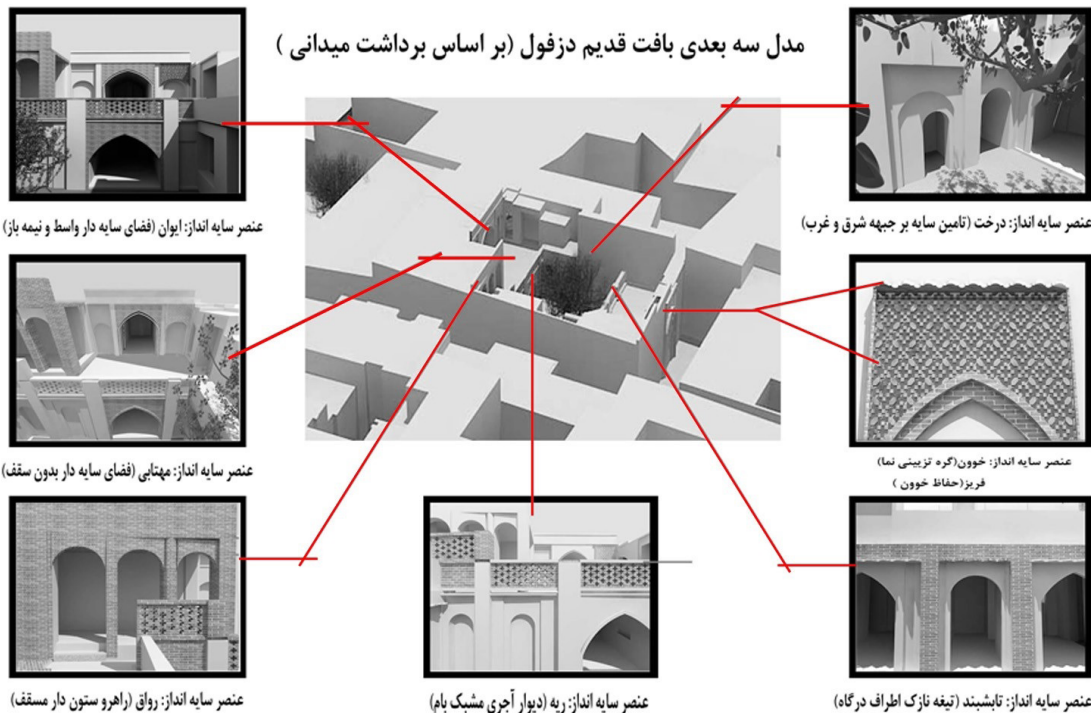 مدل سه بعدی بافت قدیم دزفول (بر اساس برداشت میدانی )
عنصر سایه انداز: درخت (تامین سایه بر جبهه شرق و غرب)
عنصر سایه انداز: ایوان (فضای سایه دار واسط و نیمه باز)
عنصر سایه انداز: خوون(گره تزیینی نما)
فریز(حفاظ خوون )
عنصر سایه انداز: مهتابی (فضای سایه دار بدون سقف)
عنصر سایه انداز: تابشبند (تیغه نازک اطراف درگاه)
عنصر سایه انداز: ریه (دیوار آجری مشبک بام)
عنصر سایه انداز: رواق (راهرو ستون دار مسقف)